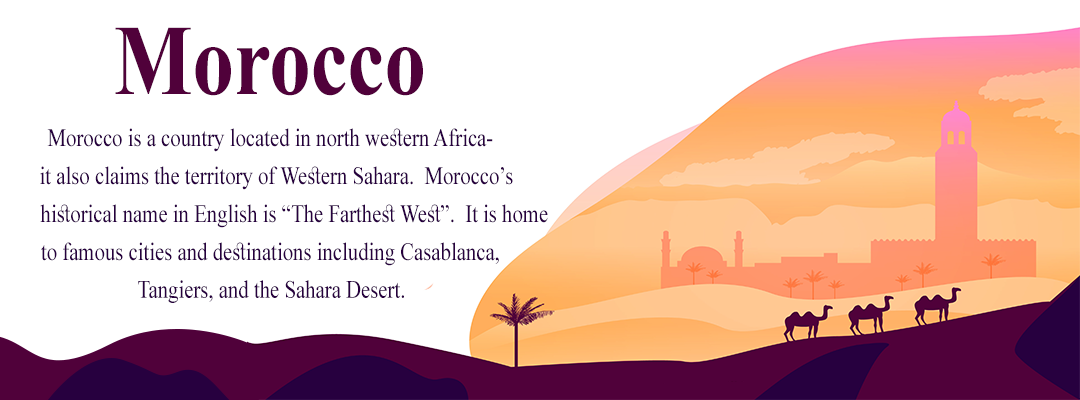 Morocco
Morocco is a country located in north western Africa-
it also claims the territory of Western Sahara. Morocco’s
historical name in English is “The Farthest West”. It is home
to famous cities and destinations including Casablanca,
Tangiers, and the Sahara Desert.